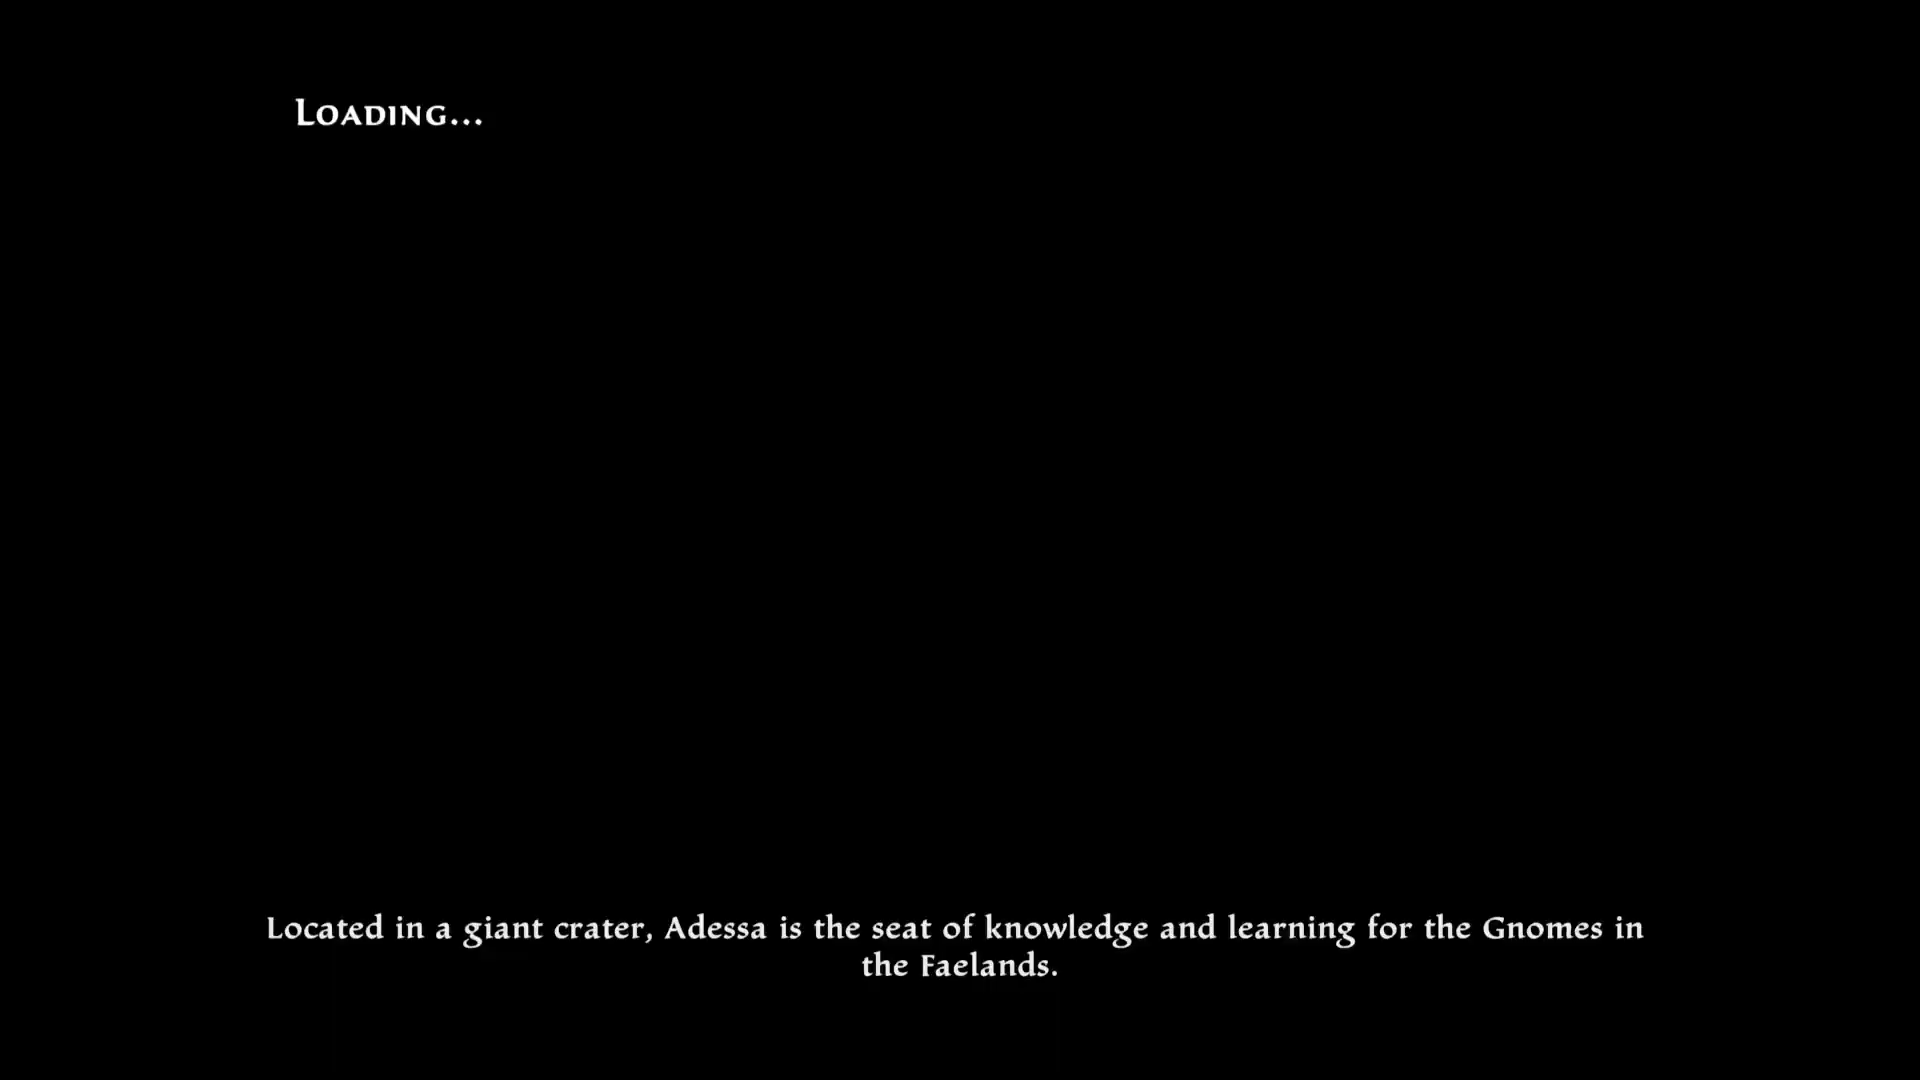 Loading...
Located in a giant crater, Adessa is the seat of knowledge and learning for the Gnomes in
the Faelands.